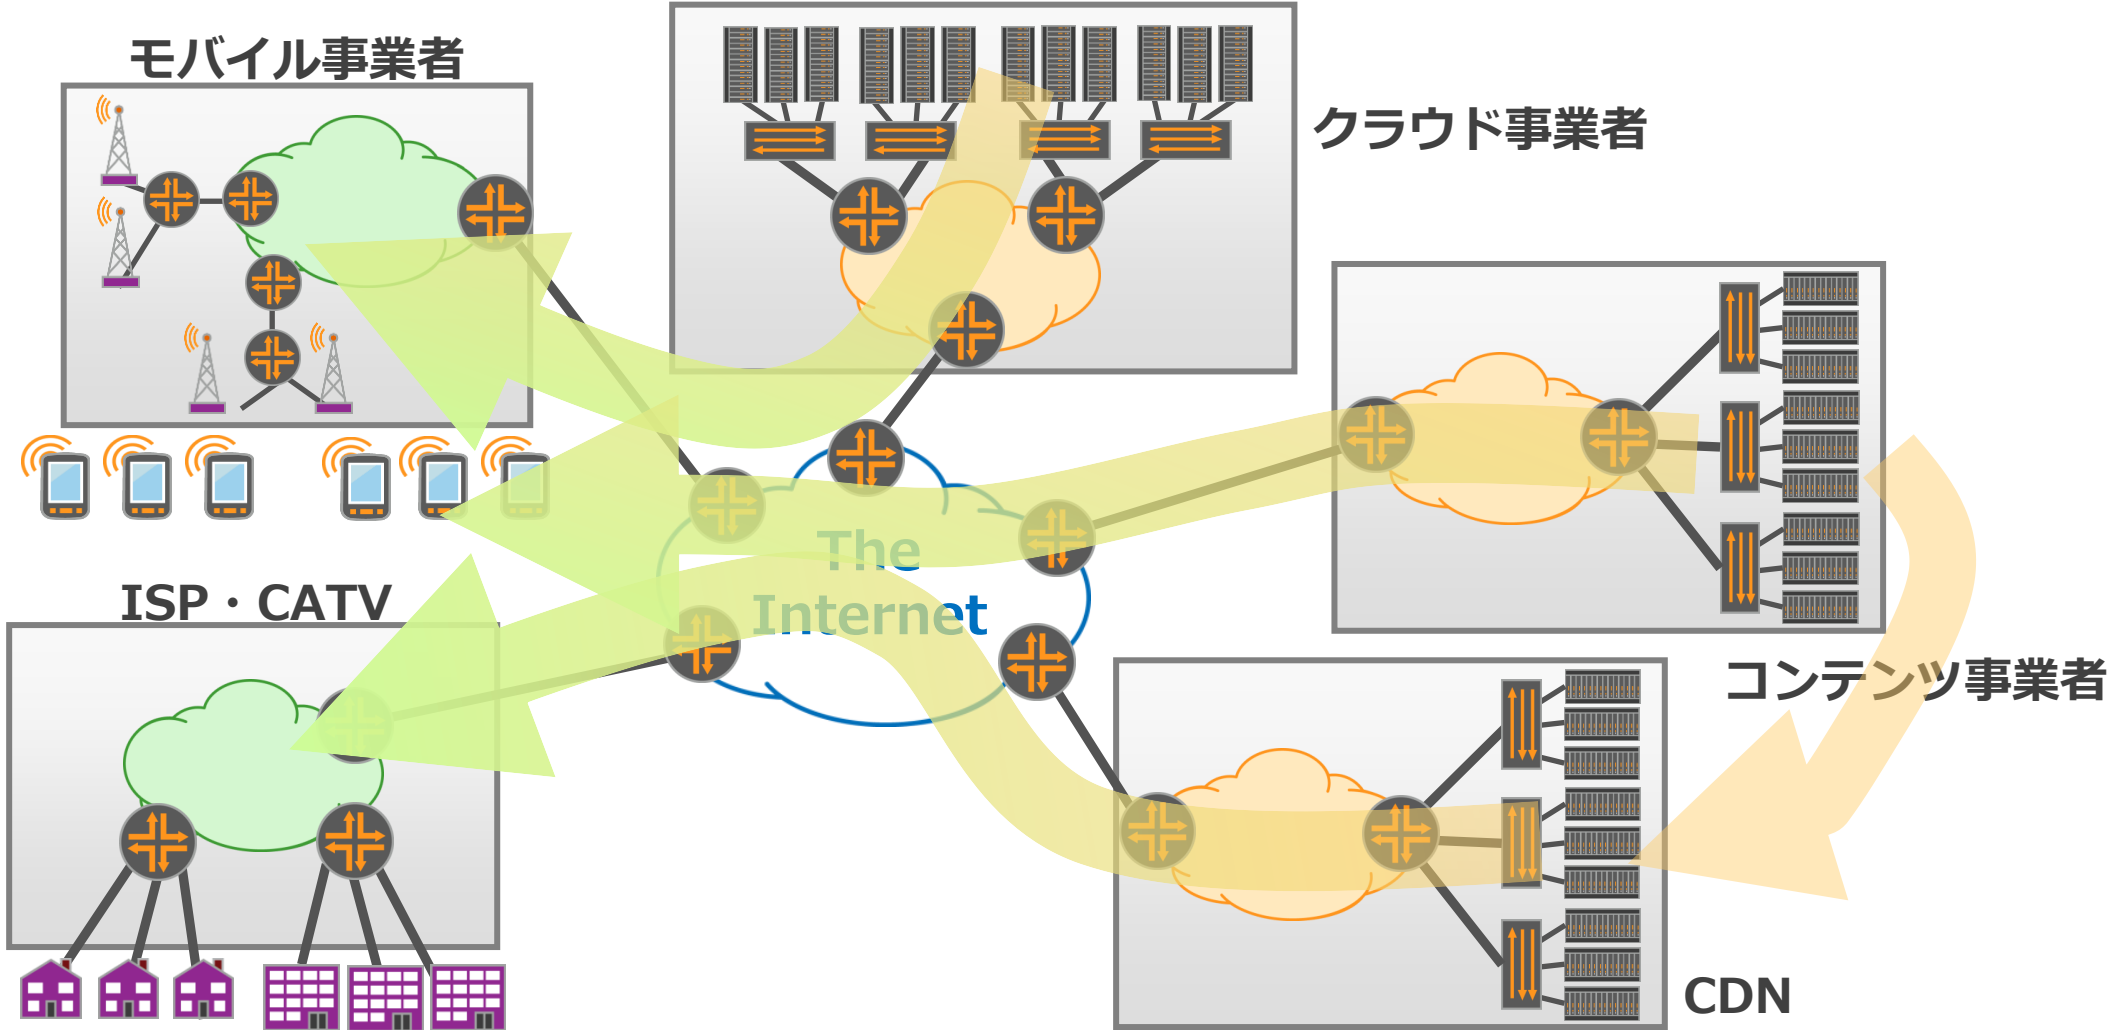 モバイル事業者
クラウド事業者
The
Internet
ISP・CATV
コンテンツ事業者
CDN